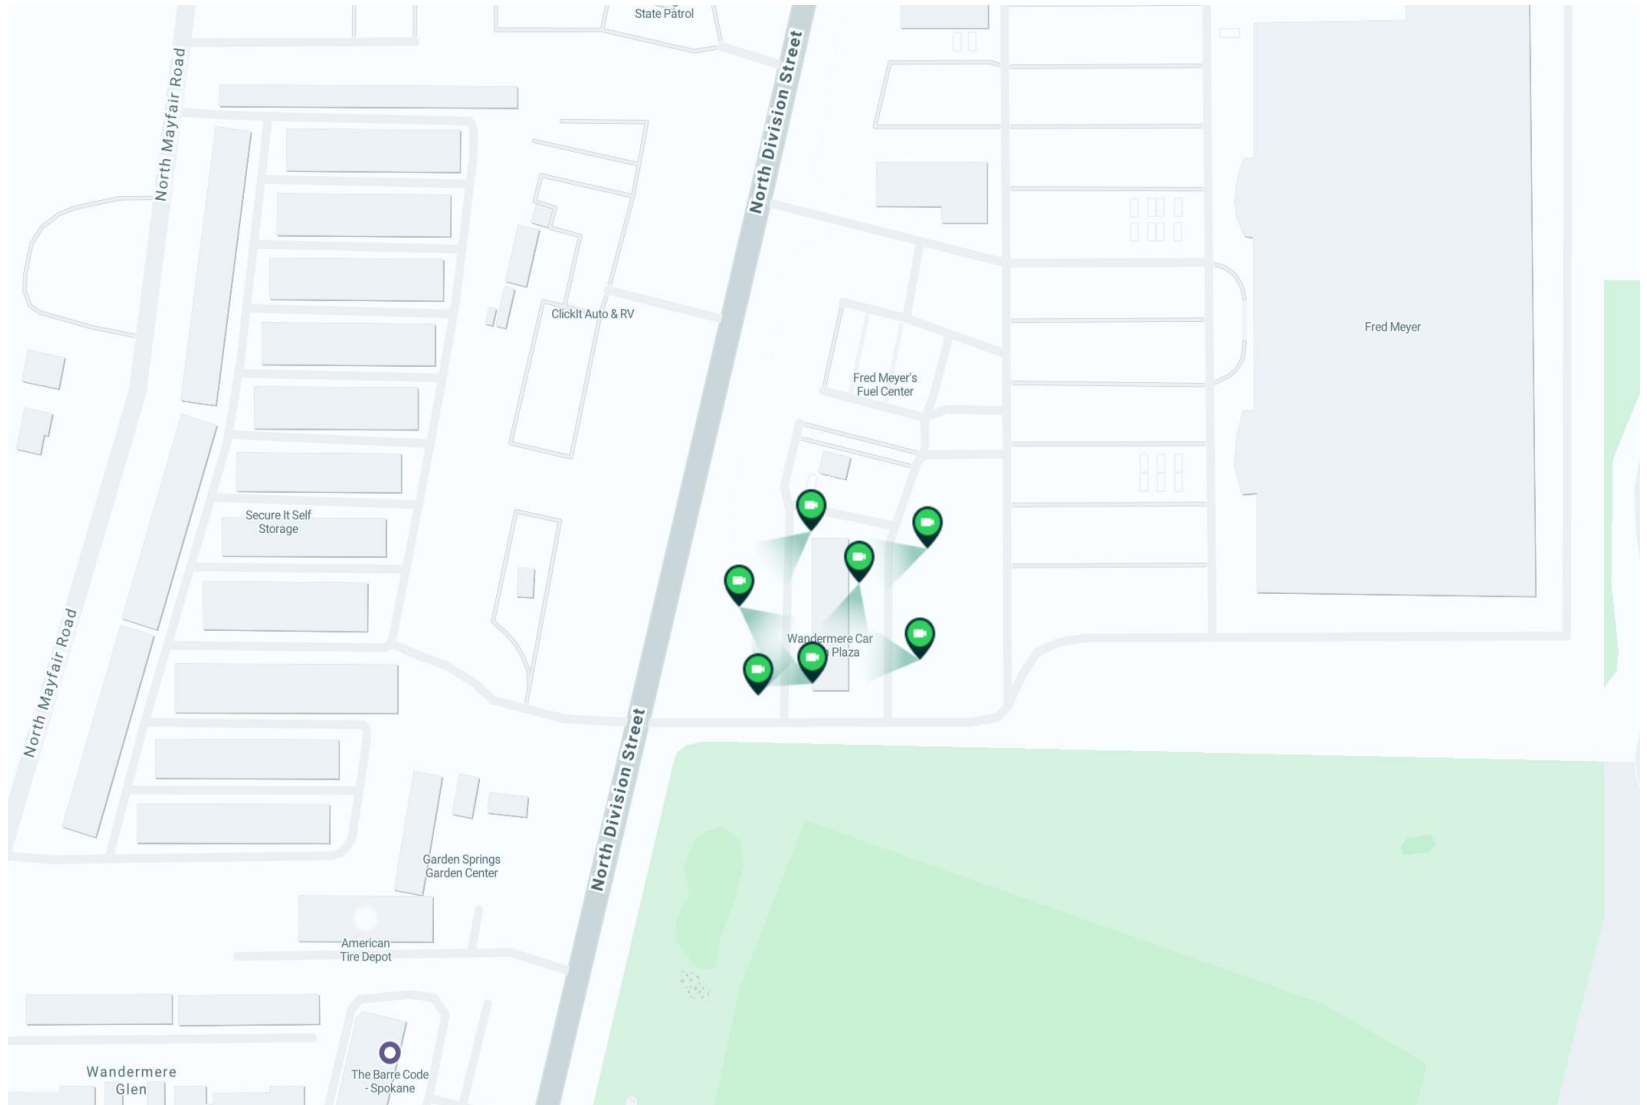 State Patrol
North Mayfair Road
North Division Street
ClickIt Auto & RV
Fred Meyer
Fred Meyer's
Fuel Center
Secure It Self
Storage
Wandermere Car
Plaza
North Mayfair Road
North Division Street
Garden Springs
Garden Center
American
Tire Depot
Wandermere
Glen
The Barre Code
- Spokane